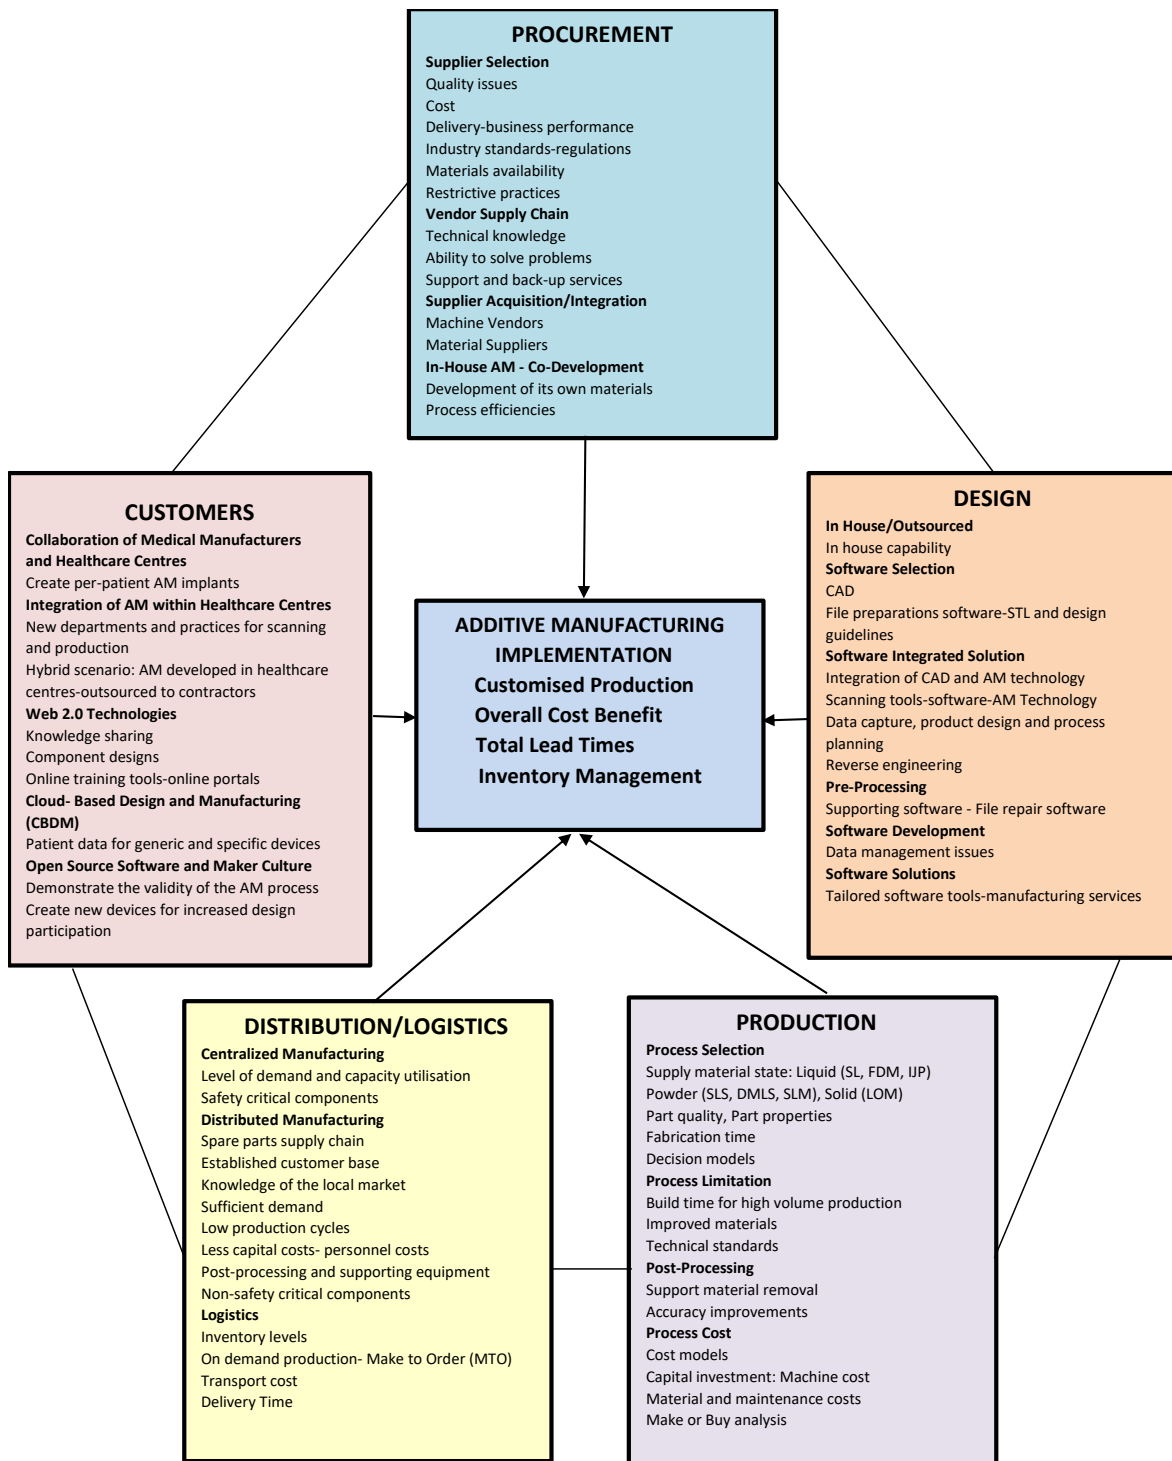 PROCUREMENT
Supplier Selection
Quality issues
Cost
Delivery-business performance
Industry standards-regulations
Materials availability
Restrictive practices
Vendor Supply Chain
Technical knowledge
Ability to solve problems
Support and back-up services
Supplier Acquisition/Integration
Machine Vendors
Material Suppliers
In-House AM - Co-Development
Development of its own materials
Process efficiencies
CUSTOMERS
Collaboration of Medical Manufacturers
and Healthcare Centres
Create per-patient AM implants
Integration of AM within Healthcare Centres
New departments and practices for scanning
and production
Hybrid scenario: AM developed in healthcare
centres-outsourced to contractors
Web 2.0 Technologies
Knowledge sharing
Component designs
Online training tools-online portals
Cloud- Based Design and Manufacturing
(CBDM)
Patient data for generic and specific devices
Open Source Software and Maker Culture
Demonstrate the validity of the AM process
Create new devices for increased design
participation
ADDITIVE MANUFACTURING
IMPLEMENTATION
Customised Production
Overall Cost Benefit
Total Lead Times
Inventory Management
DESIGN
In House/Outsourced
In house capability
Software Selection
CAD
File preparations software-STL and design
guidelines
Software Integrated Solution
Integration of CAD and AM technology
Scanning tools-software-AM Technology
Data capture, product design and process
planning
Reverse engineering
Pre-Processing
Supporting software - File repair software
Software Development
Data management issues
Software Solutions
Tailored software tools-manufacturing services
DISTRIBUTION/LOGISTICS
Centralized Manufacturing
Level of demand and capacity utilisation
Safety critical components
Distributed Manufacturing
Spare parts supply chain
Established customer base
Knowledge of the local market
Sufficient demand
Low production cycles
Less capital costs- personnel costs
Post-processing and supporting equipment
Non-safety critical components
Logistics
Inventory levels
On demand production- Make to Order (MTO)
Transport cost
Delivery Time
PRODUCTION
Process Selection
Supply material state: Liquid (SL, FDM, IJP)
Powder (SLS, DMLS, SLM), Solid (LOM)
Part quality, Part properties
Fabrication time
Decision models
Process Limitation
Build time for high volume production
Improved materials
Technical standards
Post-Processing
Support material removal
Accuracy improvements
Process Cost
Cost models
Capital investment: Machine cost
Material and maintenance costs
Make or Buy analysis